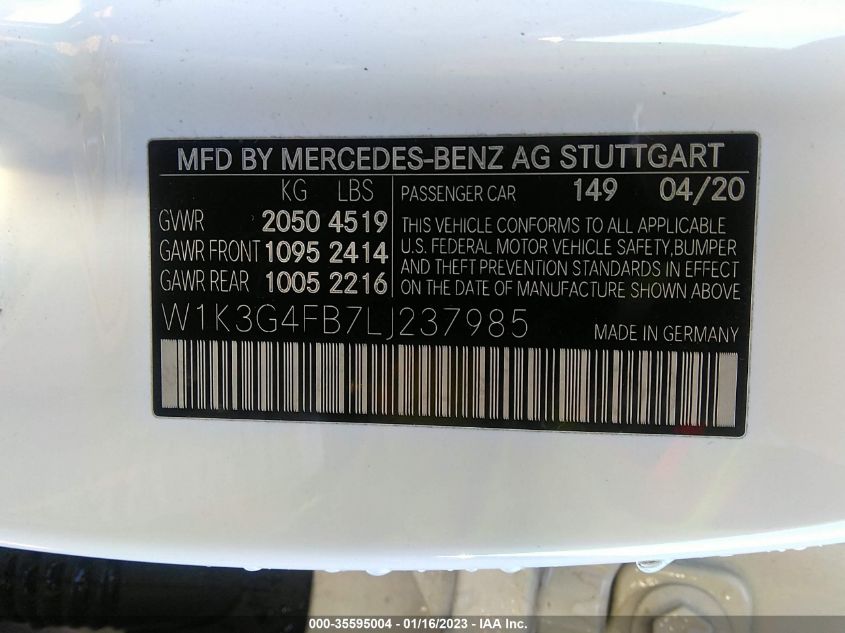 MFD BY MERCEDES-BENZ AG STUTTGART
KG LBS
GVWR 2050 4519
GAWR FRONT 1095 2414
GAWR REAR 1005 2216
PASSENGER CAR 149 04/20
THIS VEHICLE CONFORMS TO ALL APPLICABLE
U.S. FEDERAL MOTOR VEHICLE SAFETY,BUMPER
AND THEFT PREVENTION STANDARDS IN EFFECT
ON THE DATE OF MANUFACTURE SHOWN ABOVE
W1K3G4FB7LJ237985
MADE IN GERMANY
000-35595004 - 01/16/2023 - IAAI.com